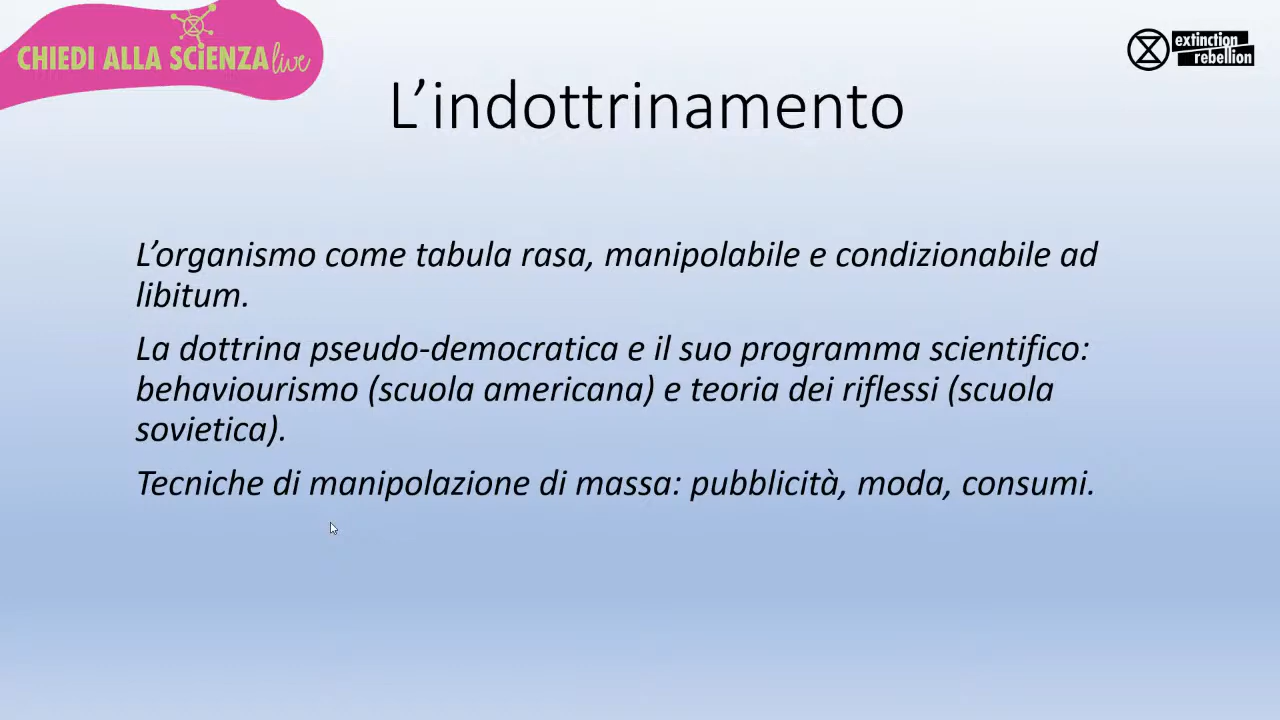 CHIEDI ALLA SCIENZA live
extinction
rebellion
L’indottrinamento
L’organismo come tabula rasa, manipolabile e condizionabile ad
libitum.
La dottrina pseudo-democratica e il suo programma scientifico:
behaviourismo (scuola americana) e teoria dei riflessi (scuola
sovietica).
Tecniche di manipolazione di massa: pubblicità, moda, consumi.